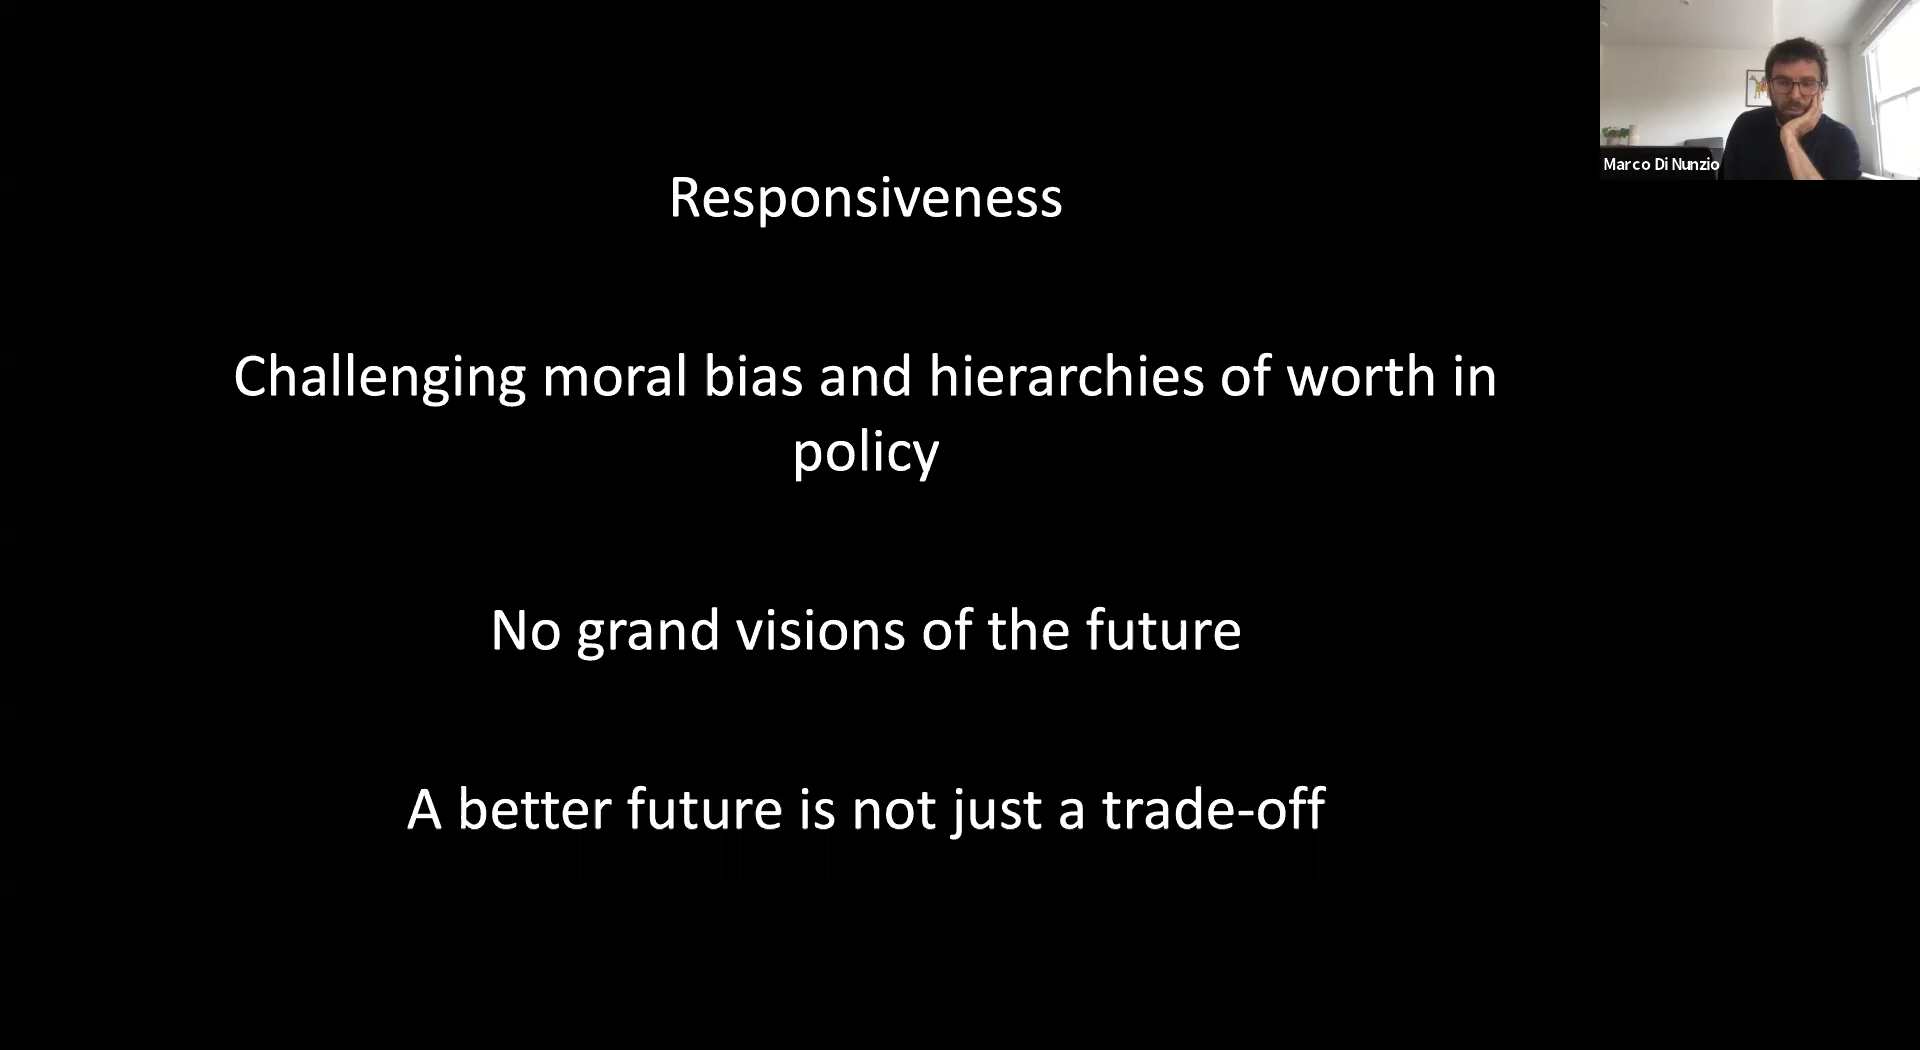 Responsiveness
Challenging moral bias and hierarchies of worth in
policy
No grand visions of the future
A better future is not just a trade-off
Marco Di Nunzio